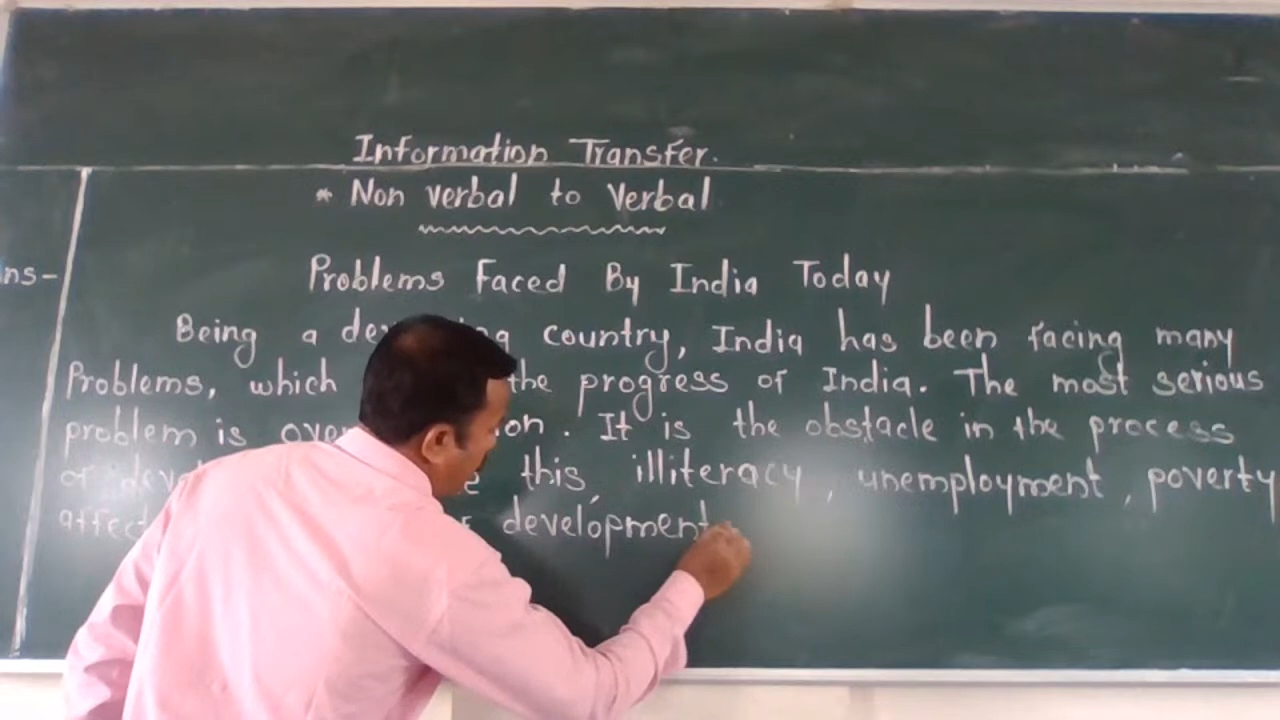 Information Transfer.
* Non verbal to Verbal
Problems Faced By India Today
ns-
Being a country, India has been facing many
Problems, which the progress of India. The most serious
problem is on. It is the obstacle in the process
of this, illiteracy, unemployment, poverty
affect development